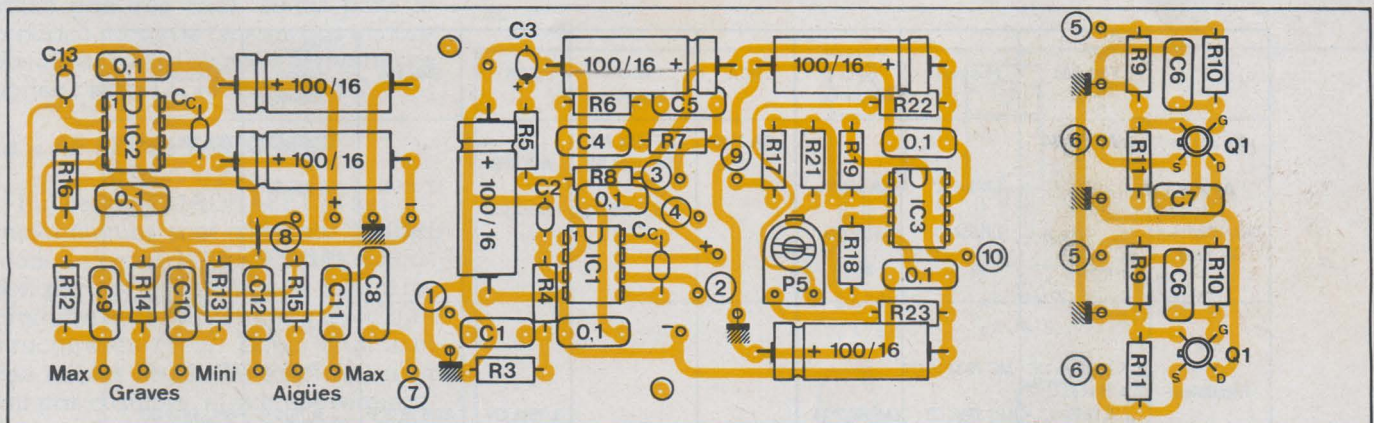 C13
0,1
1
IC2
CC
+ 100/16
+ 100/16
R16
0,1
+
-
8
R12
C9
R14
C10
R13
C12
R15
C11
C8
Max
Graves
Mini
Aigües
Max
7
C3
+
100/16 +
R6
C5
R5
C4
R7
+ 100/16
R8
3
C2
0,1
4
1
IC1
CC
+
R4
2
1
C1
0,1
-
R3
100/16 +
R22
0,1
9
R17
R21
R19
1
IC3
P5
R18
10
0,1
R23
+ 100/16
5
R9
C6
R10
6
R11
G
Q1
S
D
C7
5
R9
C6
R10
G
Q1
6
R11
S
D